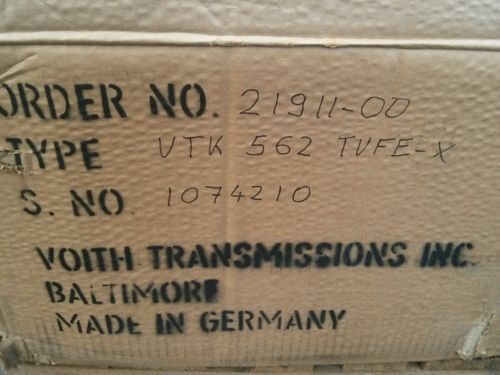 ORDER NO. 21911-00
TYPE VTK 562 TVFE-X
S. NO. 1074210
VOITH TRANSMISSIONS INC.
BALTIMORE
MADE IN GERMANY